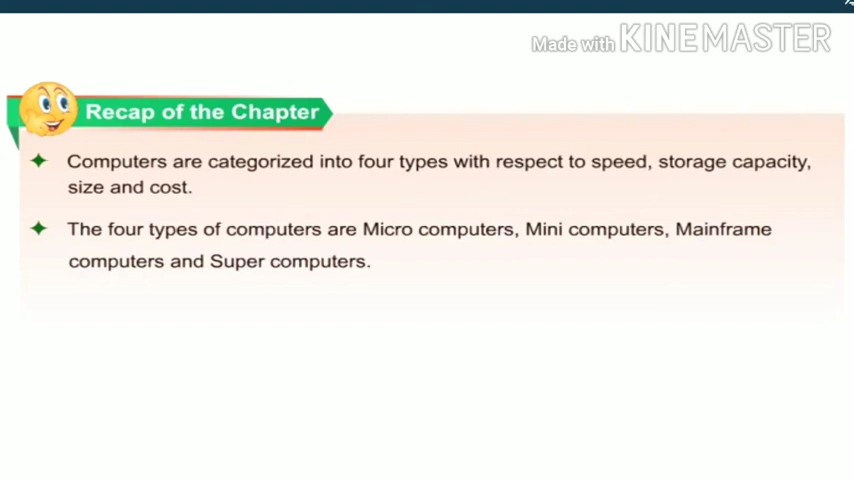 Made with KINEMASTER
Recap of the Chapter
Computers are categorized into four types with respect to speed, storage capacity,
size and cost.
The four types of computers are Micro computers, Mini computers, Mainframe
computers and Super computers.